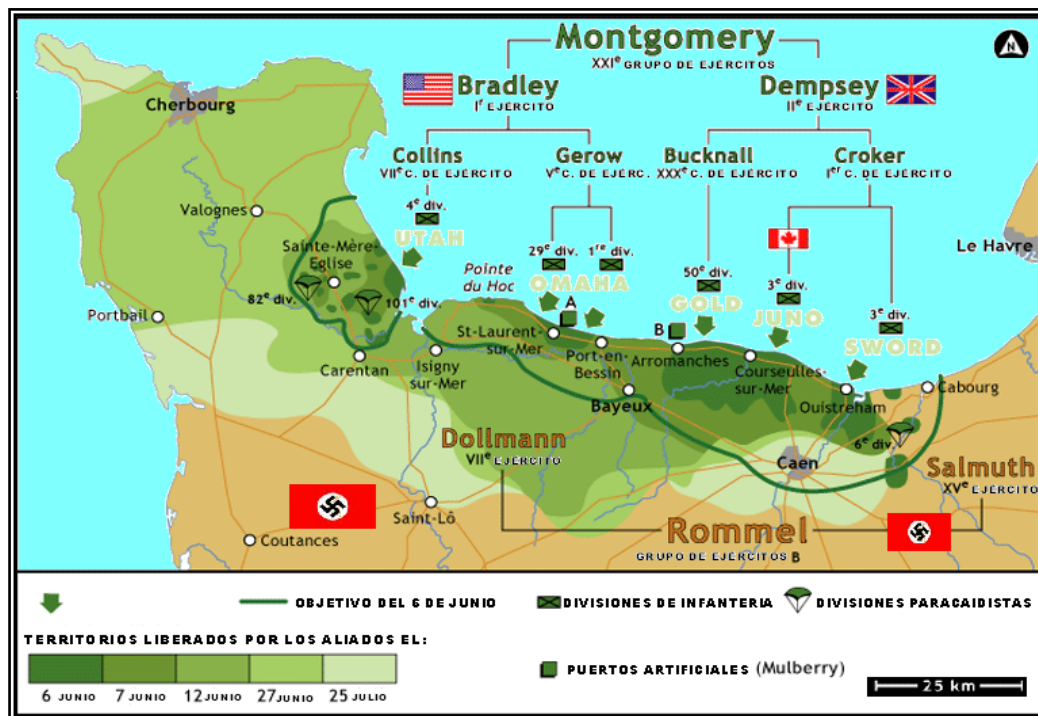 Montgomery
XXIᵉ GRUPO DE EJÉRCITOS
N
Bradley
Iʳ EJÉRCITO
Dempsey
IIᵉ EJÉRCITO
Cherbourg
Collins
VIIᵉ C. DE EJÉRCITO
Gerow
Vᵉ C. DE EJÉRC.
Bucknall
XXXᵉ C. DE EJÉRCITO
Croker
Iᵉʳ C. DE EJÉRCITO
Valognes
4ᵉ div.
UTAH
Sainte-Mère-
Eglise
82ᵉ div.
101ᵉ div.
Pointe
du Hoc
29ᵉ div.
1ʳᵉ div.
OMAHA
A
50ᵉ div.
GOLD
B
3ᵉ div.
JUNO
3ᵉ div.
SWORD
Le Havre
Portbail
Carentan
Isigny
sur-Mer
St-Laurent-
sur-Mer
Port-en-
Bessin
Arromanches
Courseulles-
sur-Mer
Ouistreham
Cabourg
Bayeux
6ᵉ div.
Caen
Dollmann
VIIᵉ EJÉRCITO
Salmuth
XVᵉ EJÉRCITO
Saint-Lô
Coutances
Rommel
GRUPO DE EJÉRCITOS B
OBJETIVO DEL 6 DE JUNIO
DIVISIONES DE INFANTERIA
DIVISIONES PARACAIDISTAS
TERRITORIOS LIBERADOS POR LOS ALIADOS EL:
6 JUNIO
7 JUNIO
12 JUNIO
27 JUNIO
25 JULIO
PUERTOS ARTIFICIALES (Mulberry)
25 km